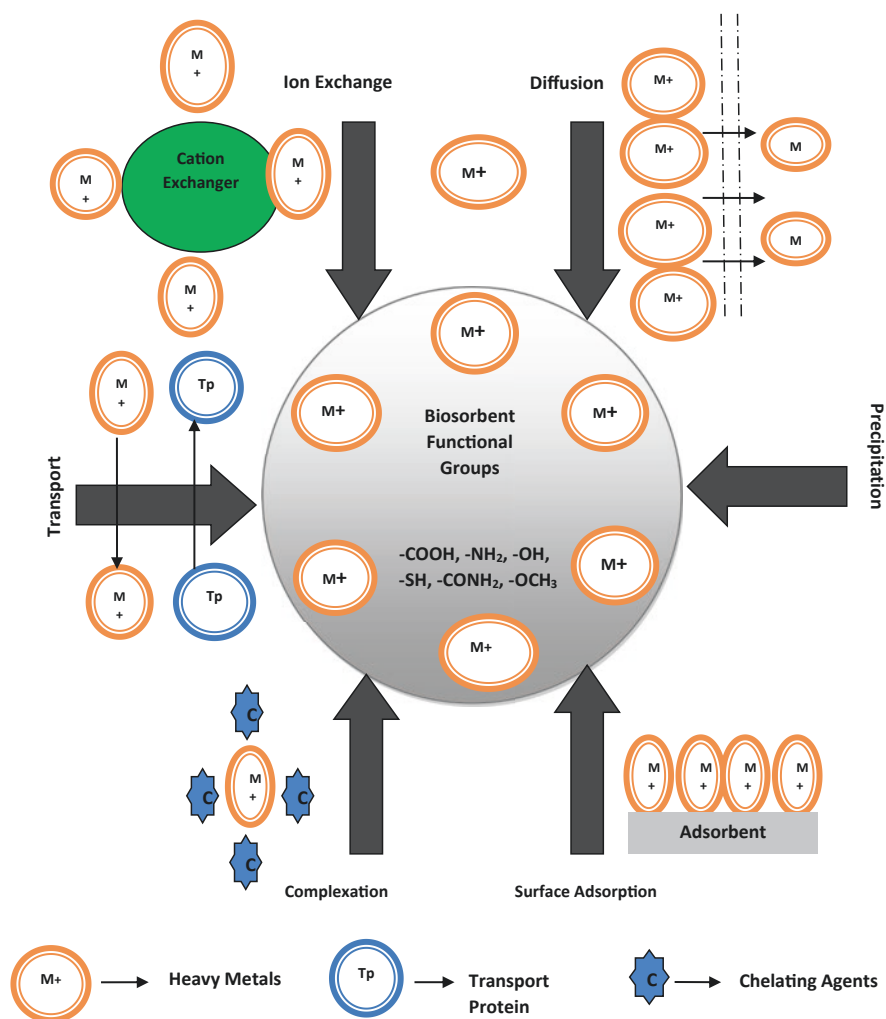 M
+
Ion Exchange
Diffusion
M+
M
+
Cation
Exchanger
M
+
M+
M+
M
M+
M
M
+
M+
M+
M
+
Tp
M+
M+
Biosorbent
Functional
Groups
M+
Transport
Precipitation
M
+
Tp
M+
-COOH, -NH₂, -OH,
-SH, -CONH₂, -OCH₃
M+
M+
C
C
M
+
C
C
M
+
M
+
M
+
M
+
Adsorbent
Complexation
Surface Adsorption
M+
Heavy Metals
Tp
Transport
Protein
C
Chelating Agents